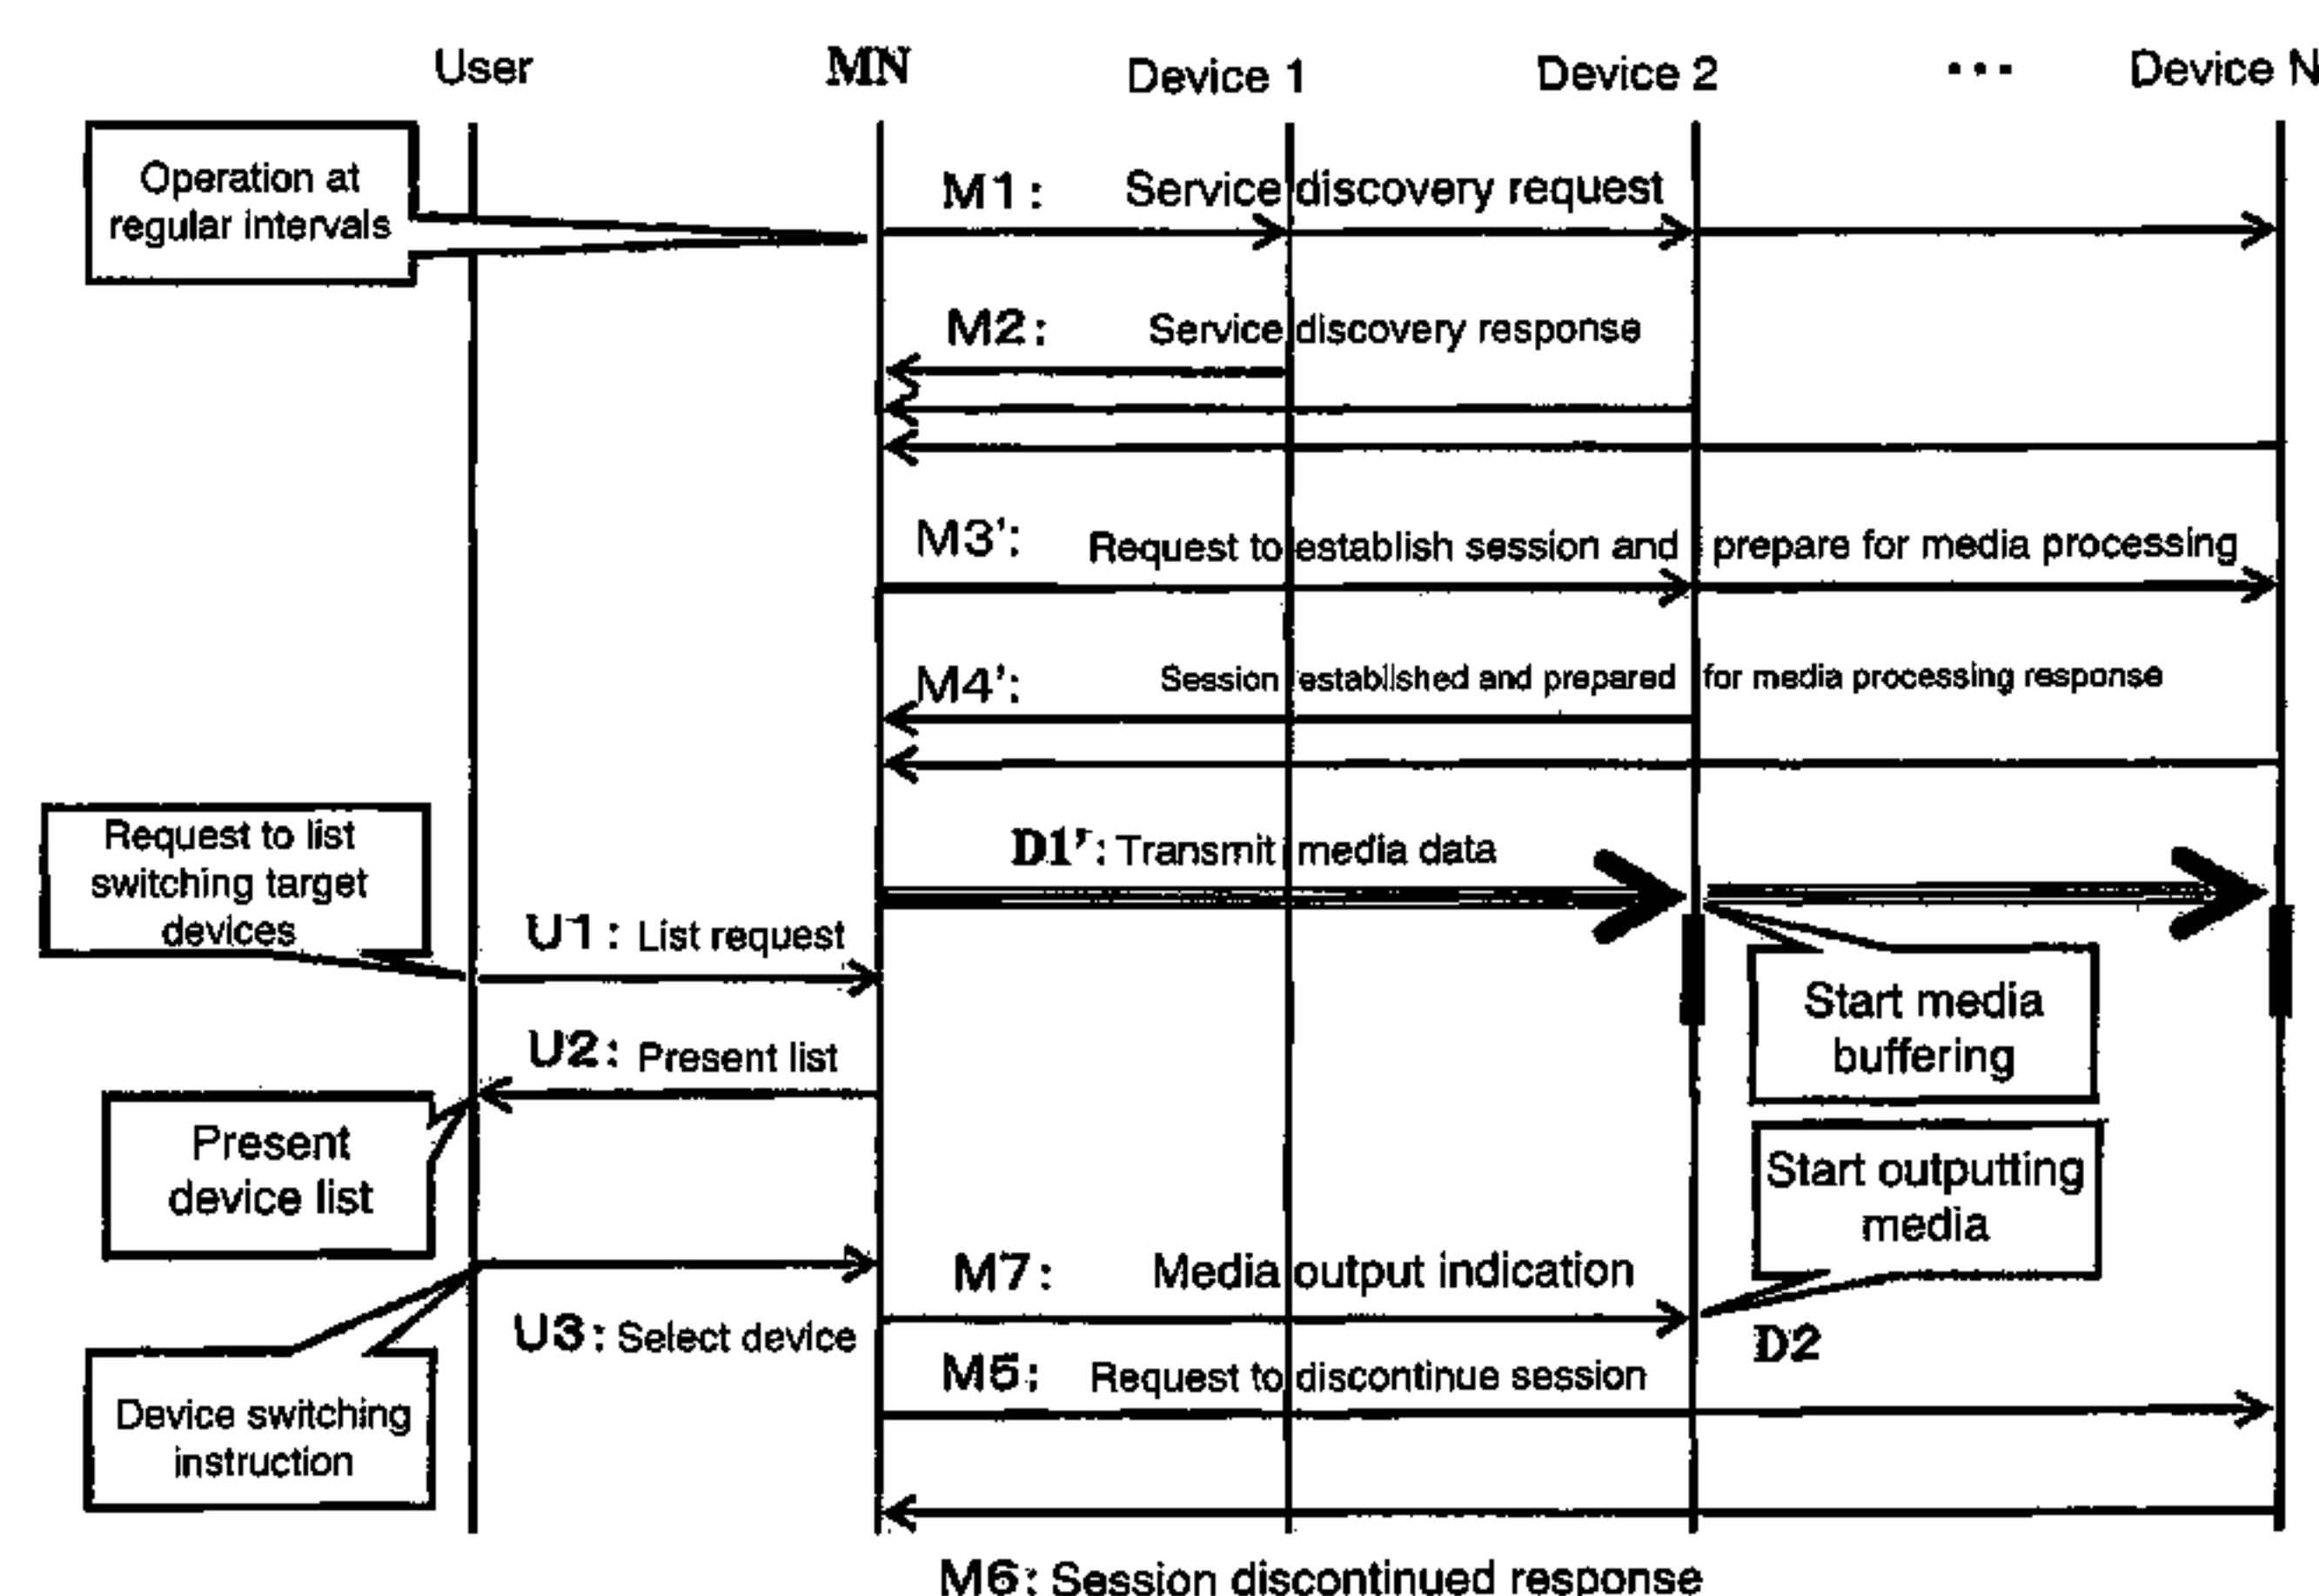 User MN Device 1 Device 2 ··· Device N
Operation at
regular intervals
M1: Service discovery request
M2: Service discovery response
M3': Request to establish session and prepare for media processing
M4': Session established and prepared for media processing response
Request to list
switching target
devices
D1': Transmit media data
U1: List request
Start media
buffering
U2: Present list
Present
device list
Start outputting
media
M7: Media output indication
U3: Select device
D2
M5: Request to discontinue session
Device switching
instruction
M6: Session discontinued response